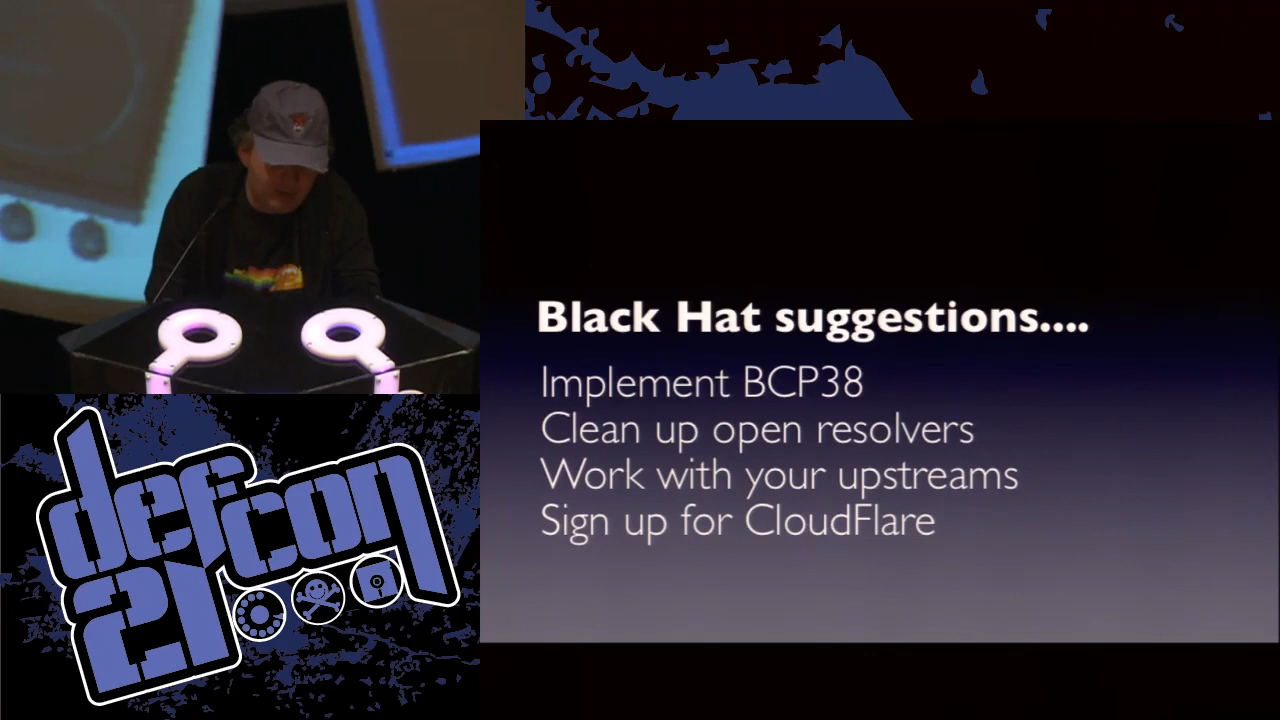 Black Hat suggestions....
Implement BCP38
Clean up open resolvers
Work with your upstreams
Sign up for CloudFlare
defcon
21